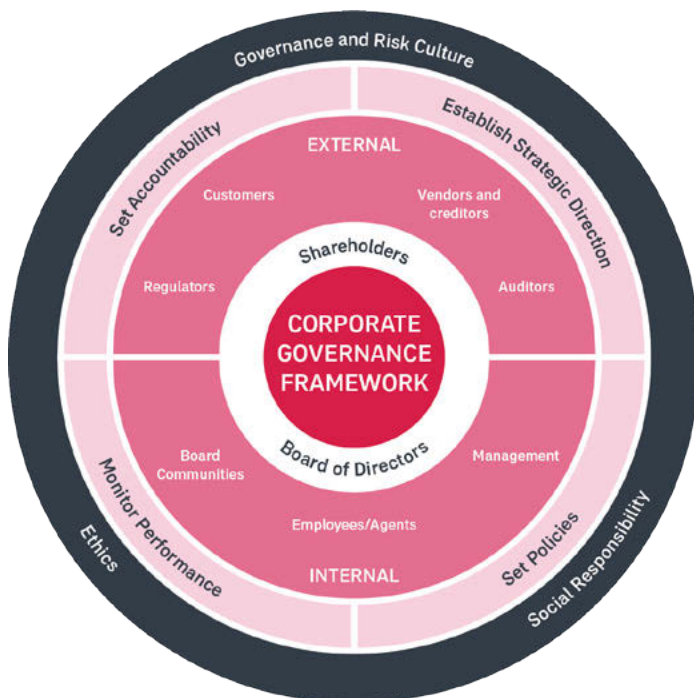 Governance and Risk Culture
Set Accountability
Establish Strategic Direction
EXTERNAL
Customers
Vendors and
creditors
Regulators
Auditors
Shareholders
CORPORATE
GOVERNANCE
FRAMEWORK
Board of Directors
Board
Communities
Management
Employees/Agents
INTERNAL
Monitor Performance
Set Policies
Ethics
Social Responsibility